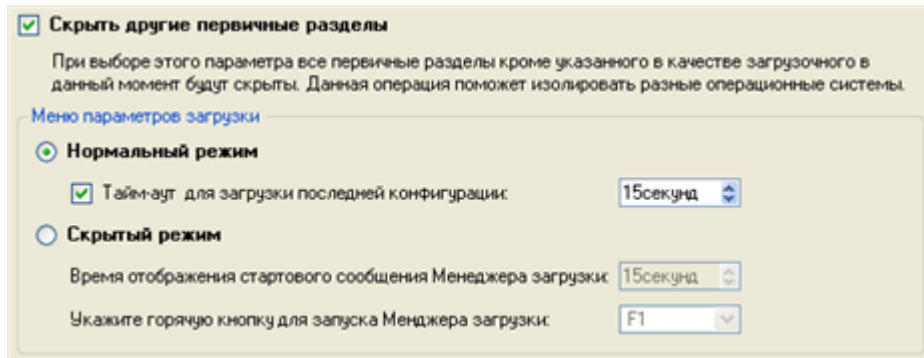 Скрыть другие первичные разделы
При выборе этого параметра все первичные разделы кроме указанного в качестве загрузочного в
данный момент будут скрыты. Данная операция поможет изолировать разные операционные системы.
Меню параметров загрузки
Нормальный режим
Тайм-аут для загрузки последней конфигурации: 15секунд
Скрытый режим
Время отображения стартового сообщения Менеджера загрузки: 15секунд
Укажите горячую кнопку для запуска Менджера загрузки: F1